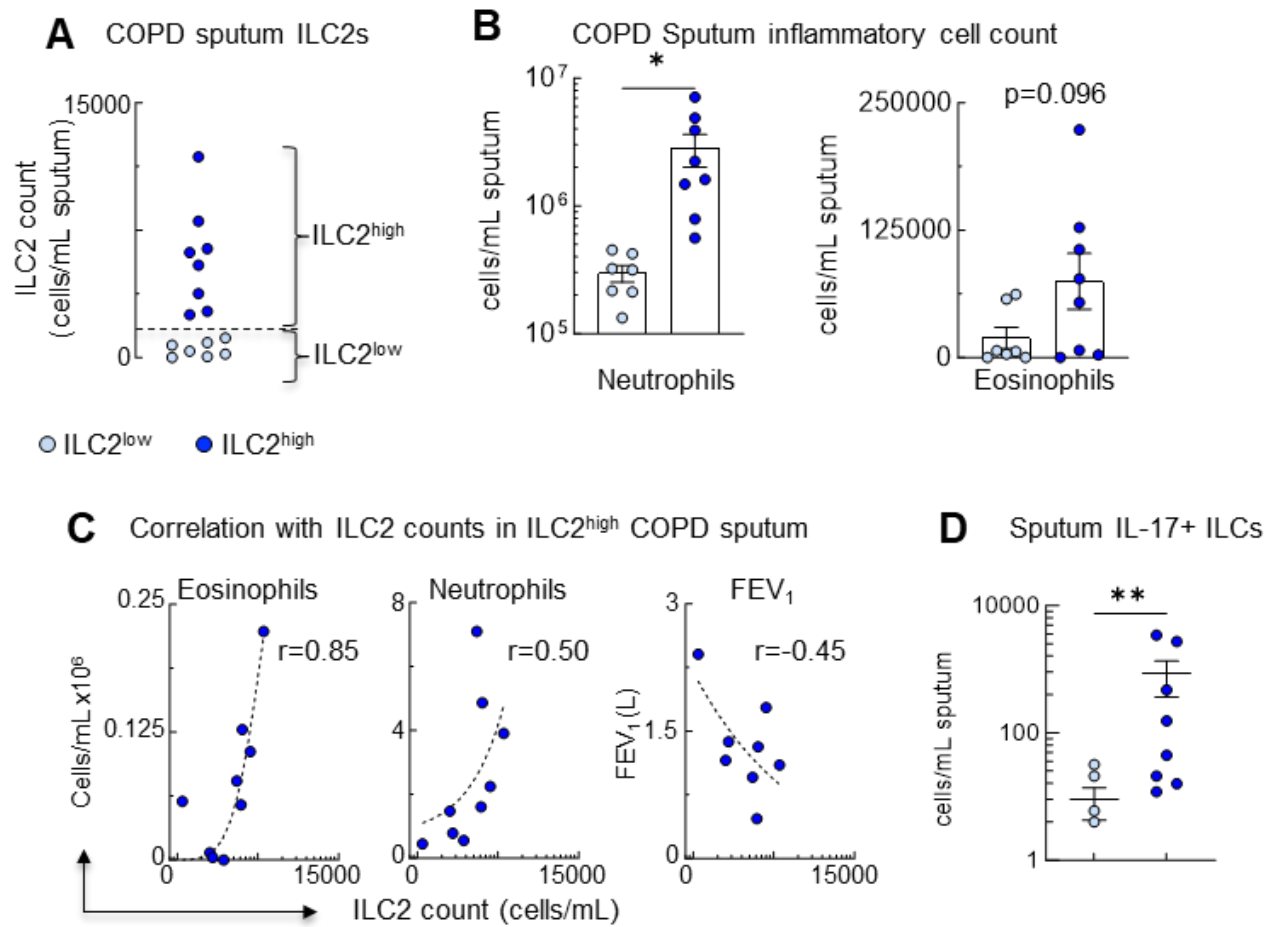 A COPD sputum ILC2s
15000
ILC2 count
(cells/mL sputum)
0
ILC2high
ILC2low
ILC2low ILC2high
B COPD Sputum inflammatory cell count
*
10^7
10^6
10^5
cells/mL sputum
Neutrophils
p=0.096
250000
125000
0
cells/mL sputum
Eosinophils
C Correlation with ILC2 counts in ILC2high COPD sputum
Eosinophils
r=0.85
0.25
0.125
0
Cells/mL x10^6
0 15000
Neutrophils
r=0.50
8
4
0
0 15000
FEV1
r=-0.45
3
1.5
0
FEV1(L)
0 15000
ILC2 count (cells/mL)
D Sputum IL-17+ ILCs
**
10000
100
1
cells/mL sputum